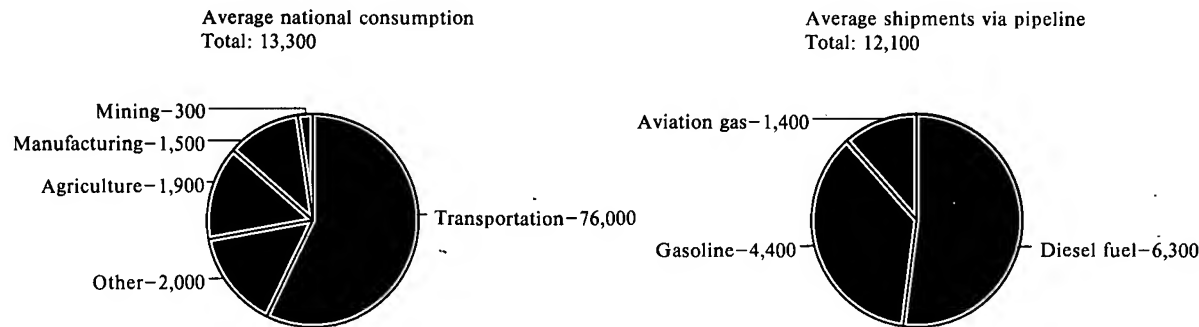 Average national consumption
Total: 13,300
Mining–300
Manufacturing–1,500
Agriculture–1,900
Transportation–76,000
Other–2,000
Average shipments via pipeline
Total: 12,100
Aviation gas–1,400
Gasoline–4,400
Diesel fuel–6,300